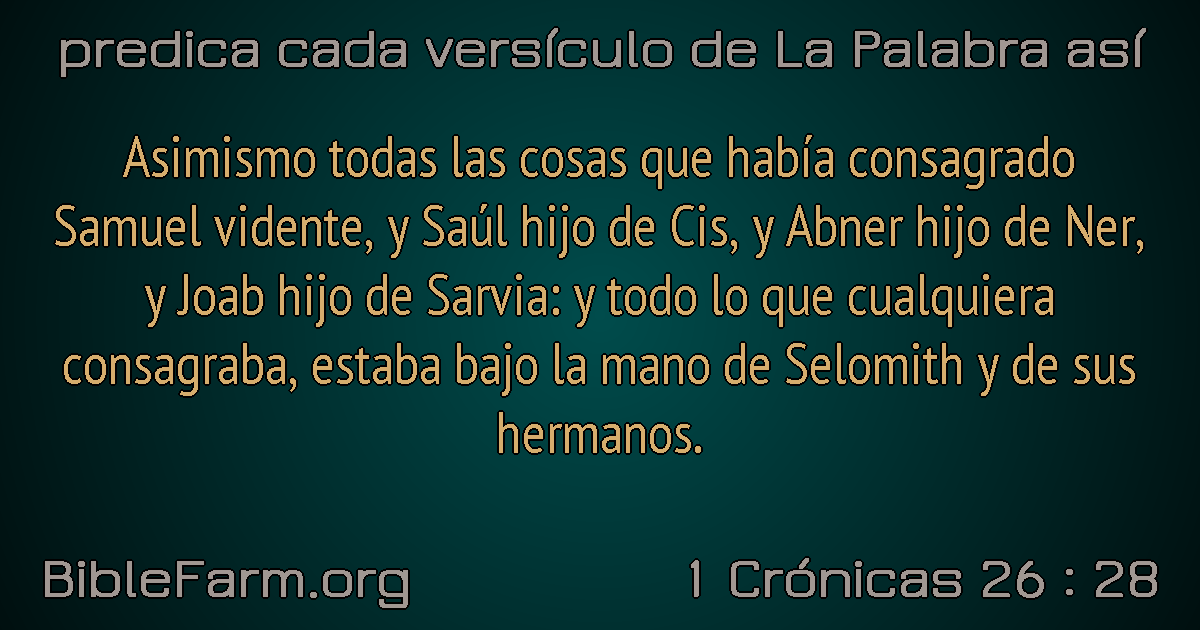 predica cada versículo de La Palabra así
Asimismo todas las cosas que había consagrado
Samuel vidente, y Saúl hijo de Cis, y Abner hijo de Ner,
y Joab hijo de Sarvia: y todo lo que cualquiera
consagraba, estaba bajo la mano de Selomith y de sus
hermanos.
BibleFarm.org
1 Crónicas 26 : 28